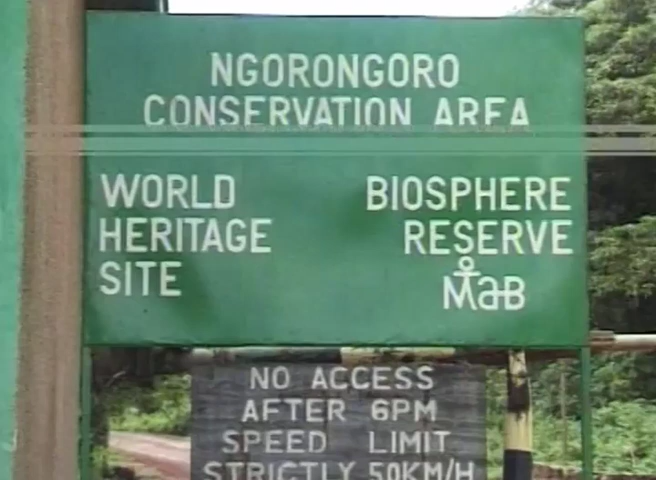 NGORONGORO
CONSERVATION AREA
WORLD
HERITAGE
SITE
BIOSPHERE
RESERVE
MaB
NO ACCESS
AFTER 6PM
SPEED LIMIT
STRICTLY 50KM/H